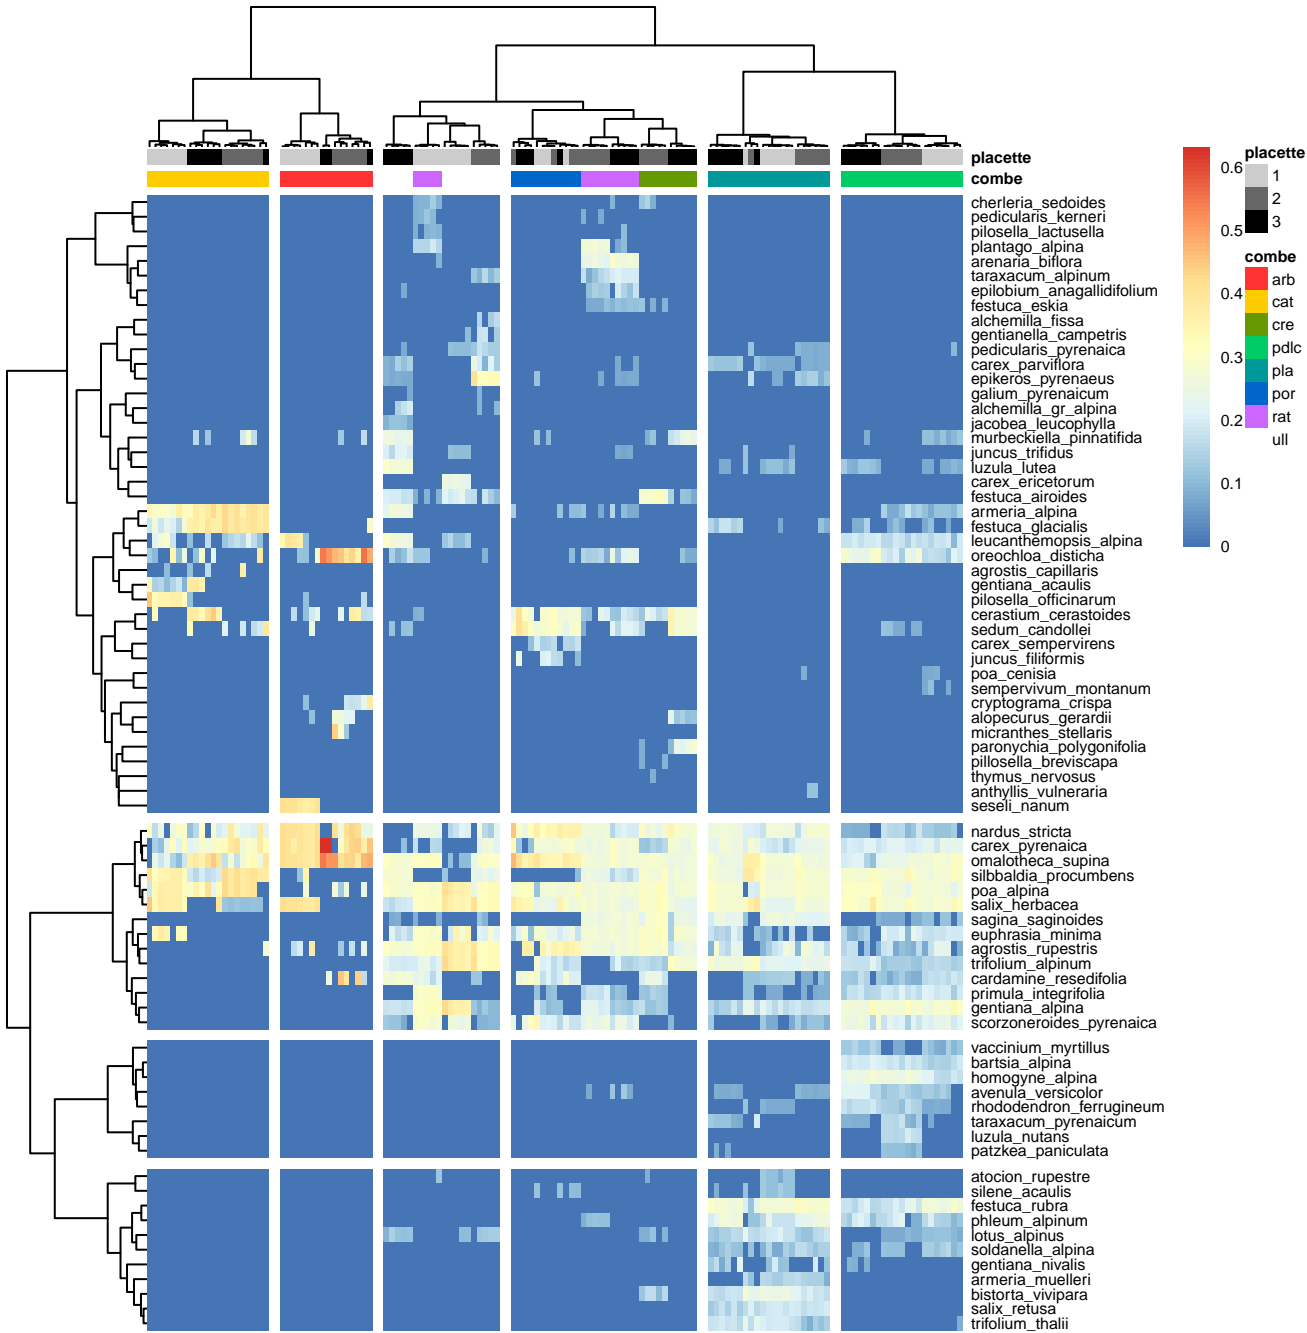 placette
combe
cherleria_sedoides
pedicularis_kerneri
pilosella_lactusella
plantago_alpina
arenaria_biflora
taraxacum_alpinum
epilobium_anagallidifolium
festuca_eskia
alchemilla_fissa
gentianella_campetris
pedicularis_pyrenaica
carex_parviflora
epikeros_pyrenaeus
galium_pyrenaicum
alchemilla_gr_alpina
jacobea_leucophylla
murbeckiella_pinnatifida
juncus_trifidus
luzula_lutea
carex_ericetorum
festuca_airoides
armeria_alpina
festuca_glacialis
leucanthemopsis_alpina
oreochloa_disticha
agrostis_capillaris
gentiana_acaulis
pilosella_officinarum
cerastium_cerastoides
sedum_candollei
carex_sempervirens
juncus_filiformis
poa_cenisia
sempervivum_montanum
cryptograma_crispa
alopecurus_gerardii
micranthes_stellaris
paronychia_polygonifolia
pillosella_breviscapa
thymus_nervosus
anthyllis_vulneraria
seseli_nanum
nardus_stricta
carex_pyrenaica
omalotheca_supina
silbbaldia_procumbens
poa_alpina
salix_herbacea
sagina_saginoides
euphrasia_minima
agrostis_rupestris
trifolium_alpinum
cardamine_resedifolia
primula_integrifolia
gentiana_alpina
scorzoneroides_pyrenaica
vaccinium_myrtillus
bartsia_alpina
homogyne_alpina
avenula_versicolor
rhododendron_ferrugineum
taraxacum_pyrenaicum
luzula_nutans
patzkea_paniculata
atocion_rupestre
silene_acaulis
festuca_rubra
phleum_alpinum
lotus_alpinus
soldanella_alpina
gentiana_nivalis
armeria_muelleri
bistorta_vivipara
salix_retusa
trifolium_thalii
0.6
0.5
0.4
0.3
0.2
0.1
0
placette
1
2
3
combe
arb
cat
cre
pdlc
pla
por
rat
ull